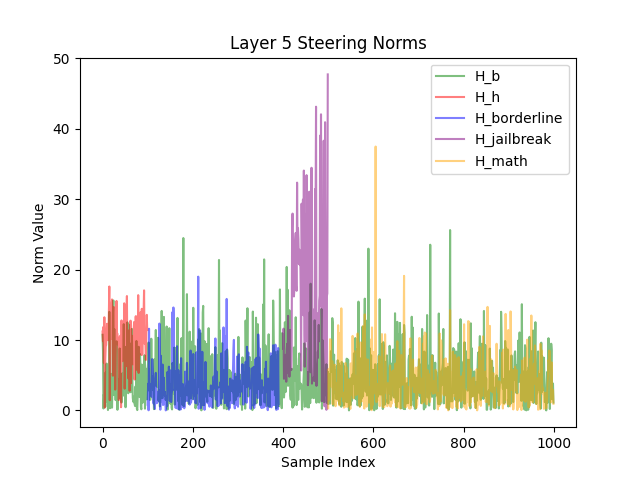 Layer 5 Steering Norms
50
40
30
20
10
0
Norm Value
H_b
H_h
H_borderline
H_jailbreak
H_math
0
200
400
600
800
1000
Sample Index